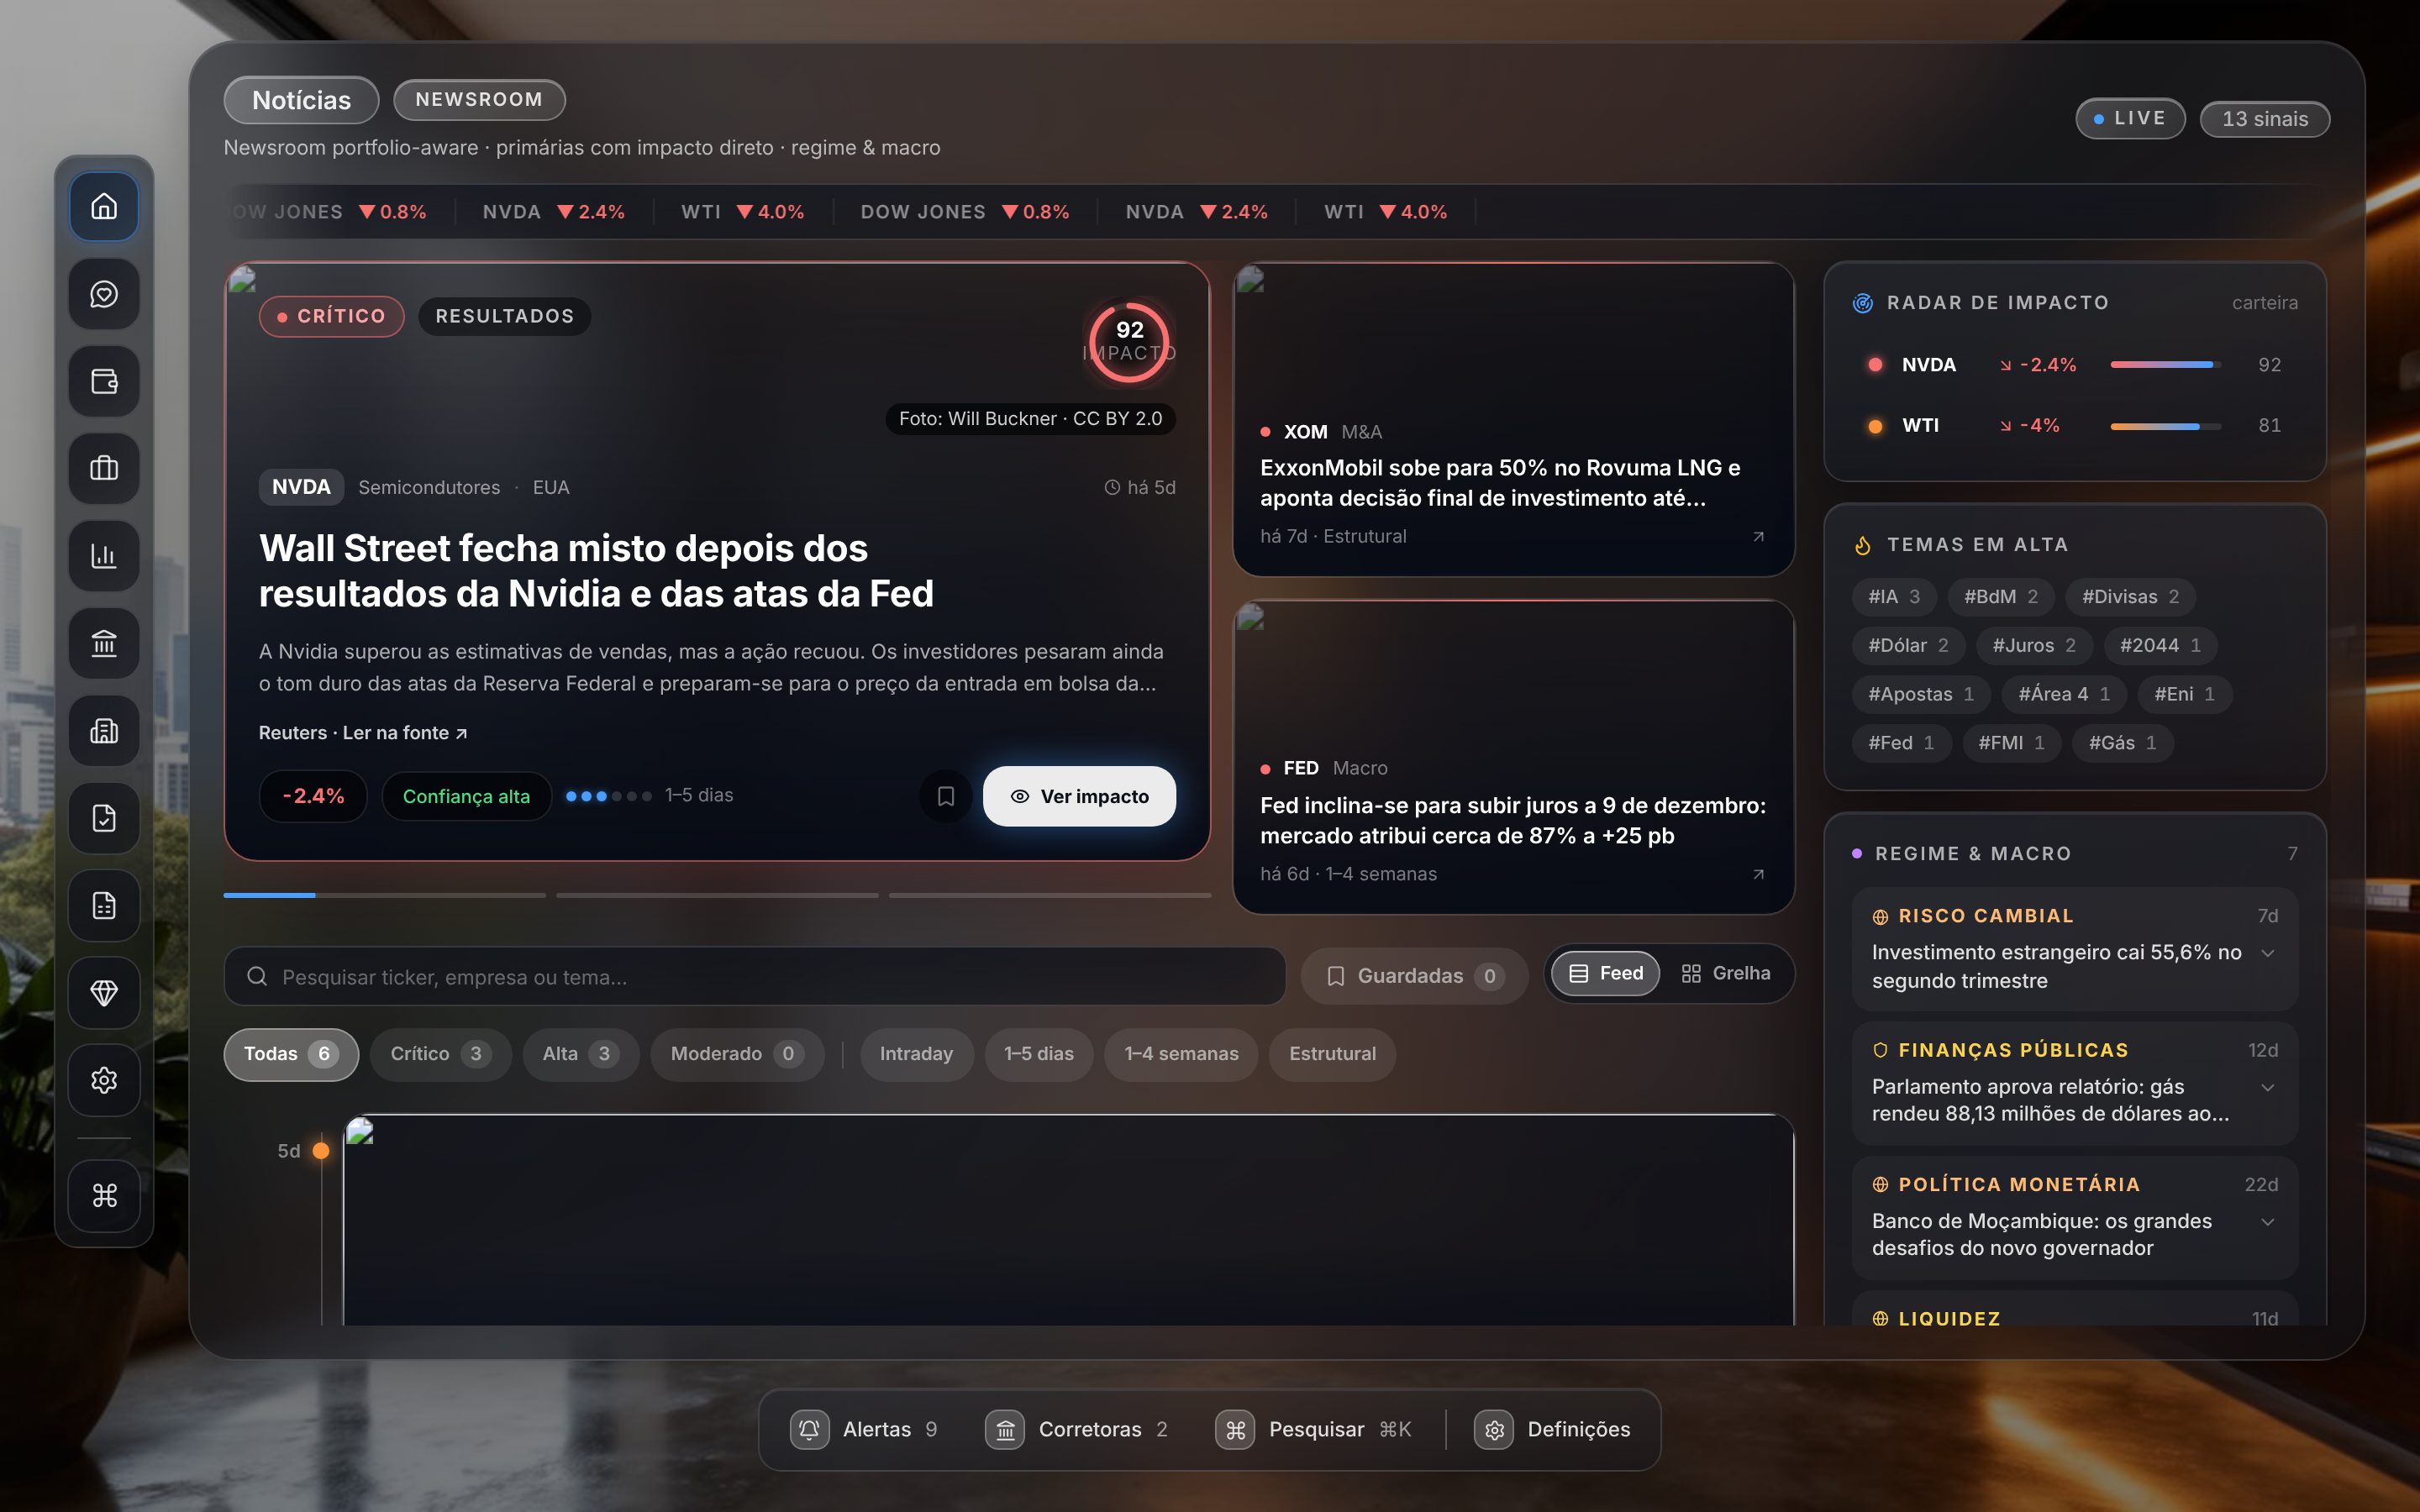 Notícias
NEWSROOM
Newsroom portfolio-aware · primárias com impacto direto · regime & macro
LIVE
13 sinais
OW JONES ▼0.8% NVDA ▼2.4% WTI ▼4.0% DOW JONES ▼0.8% NVDA ▼2.4% WTI ▼4.0%
CRÍTICO
RESULTADOS
92
IMPACTO
Foto: Will Buckner · CC BY 2.0
NVDA Semicondutores · EUA
há 5d
Wall Street fecha misto depois dos
resultados da Nvidia e das atas da Fed
A Nvidia superou as estimativas de vendas, mas a ação recuou. Os investidores pesaram ainda
o tom duro das atas da Reserva Federal e preparam-se para o preço da entrada em bolsa da...
Reuters · Ler na fonte ↗
-2.4%
Confiança alta
1–5 dias
Ver impacto
XOM M&A
ExxonMobil sobe para 50% no Rovuma LNG e
aponta decisão final de investimento até...
há 7d · Estrutural
FED Macro
Fed inclina-se para subir juros a 9 de dezembro:
mercado atribui cerca de 87% a +25 pb
há 6d · 1–4 semanas
RADAR DE IMPACTO carteira
NVDA ↘ -2.4% 92
WTI ↘ -4% 81
TEMAS EM ALTA
#IA 3 #BdM 2 #Divisas 2
#Dólar 2 #Juros 2 #2044 1
#Apostas 1 #Área 4 1 #Eni 1
#Fed 1 #FMI 1 #Gás 1
REGIME & MACRO 7
RISCO CAMBIAL 7d
Investimento estrangeiro cai 55,6% no
segundo trimestre
FINANÇAS PÚBLICAS 12d
Parlamento aprova relatório: gás
rendeu 88,13 milhões de dólares ao...
POLÍTICA MONETÁRIA 22d
Banco de Moçambique: os grandes
desafios do novo governador
LIQUIDEZ 11d
Pesquisar ticker, empresa ou tema...
Guardadas 0
Feed
Grelha
Todas 6 Crítico 3 Alta 3 Moderado 0 Intraday 1–5 dias 1–4 semanas Estrutural
5d
Alertas 9 Corretoras 2 Pesquisar ⌘K Definições